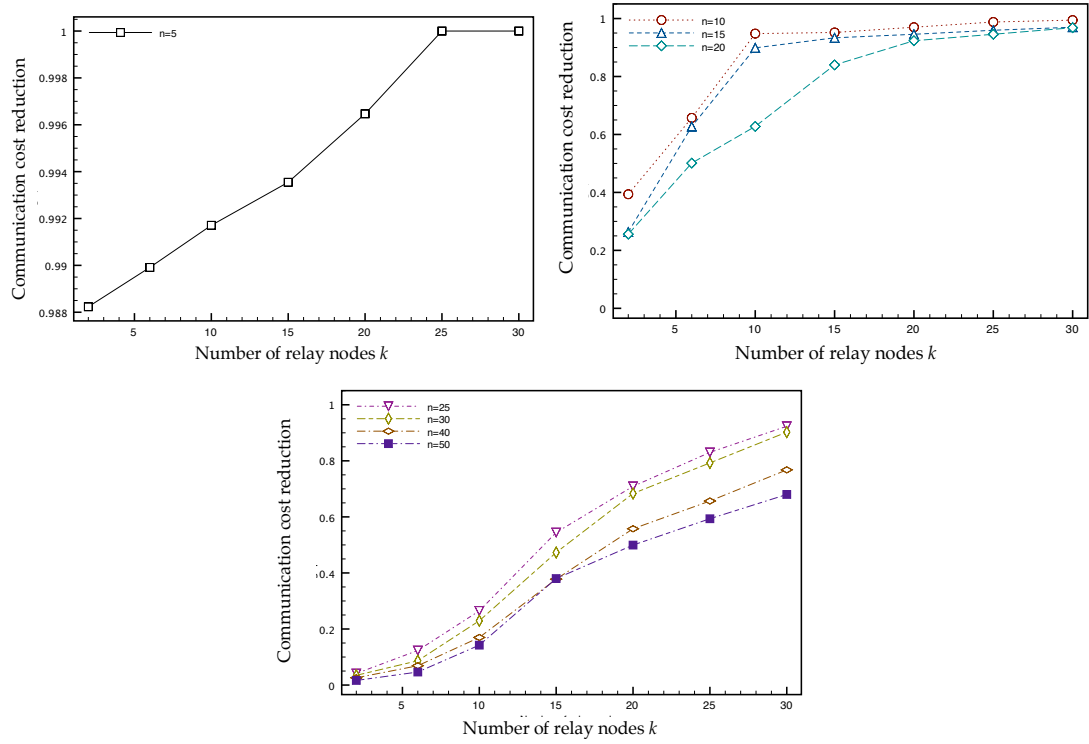 n=5
1
0.998
0.996
0.994
0.992
0.99
0.988
Communication cost reduction
5 10 15 20 25 30
Number of relay nodes k
n=10
n=15
n=20
1
0.8
0.6
0.4
0.2
0
Communication cost reduction
5 10 15 20 25 30
Number of relay nodes k
n=25
n=30
n=40
n=50
1
0.8
0.6
0.4
0.2
0
Communication cost reduction
5 10 15 20 25 30
Number of relay nodes k